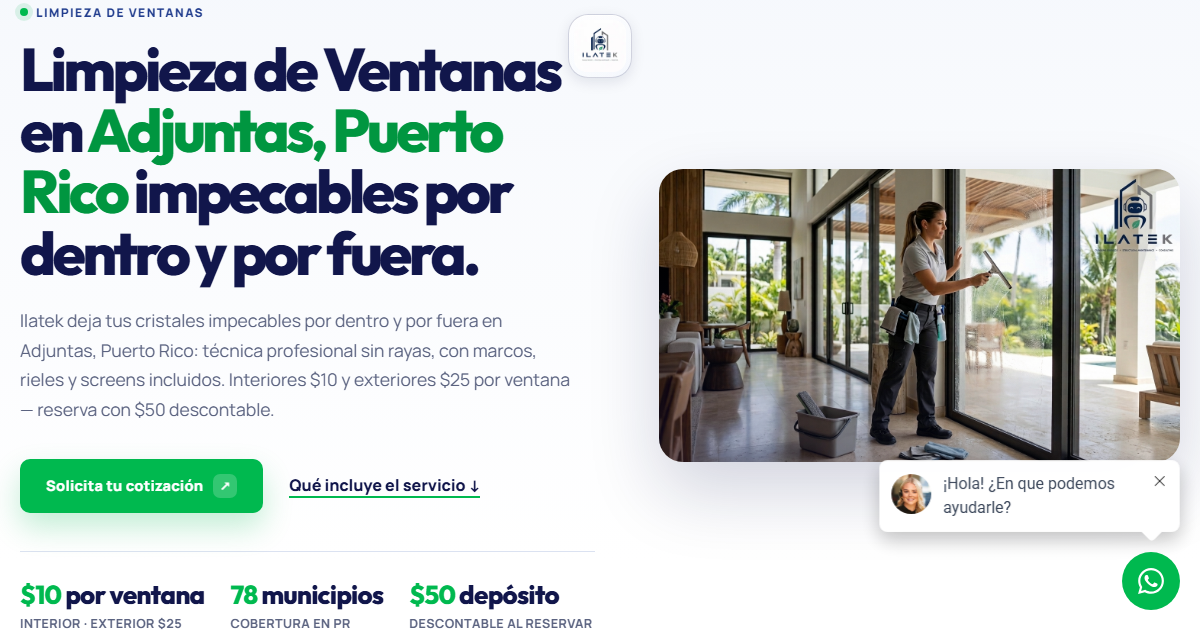 LIMPIEZA DE VENTANAS
ILATEK
Limpieza de Ventanas
en Adjuntas, Puerto
Rico impecables por
dentro y por fuera.
Ilatek deja tus cristales impecables por dentro y por fuera en
Adjuntas, Puerto Rico: técnica profesional sin rayas, con marcos,
rieles y screens incluidos. Interiores $10 y exteriores $25 por ventana
— reserva con $50 descontable.
Solicita tu cotización ↗
Qué incluye el servicio ↓
ILATEK
¡Hola! ¿En que podemos
ayudarle?
$10 por ventana
INTERIOR · EXTERIOR $25
78 municipios
COBERTURA EN PR
$50 depósito
DESCONTABLE AL RESERVAR